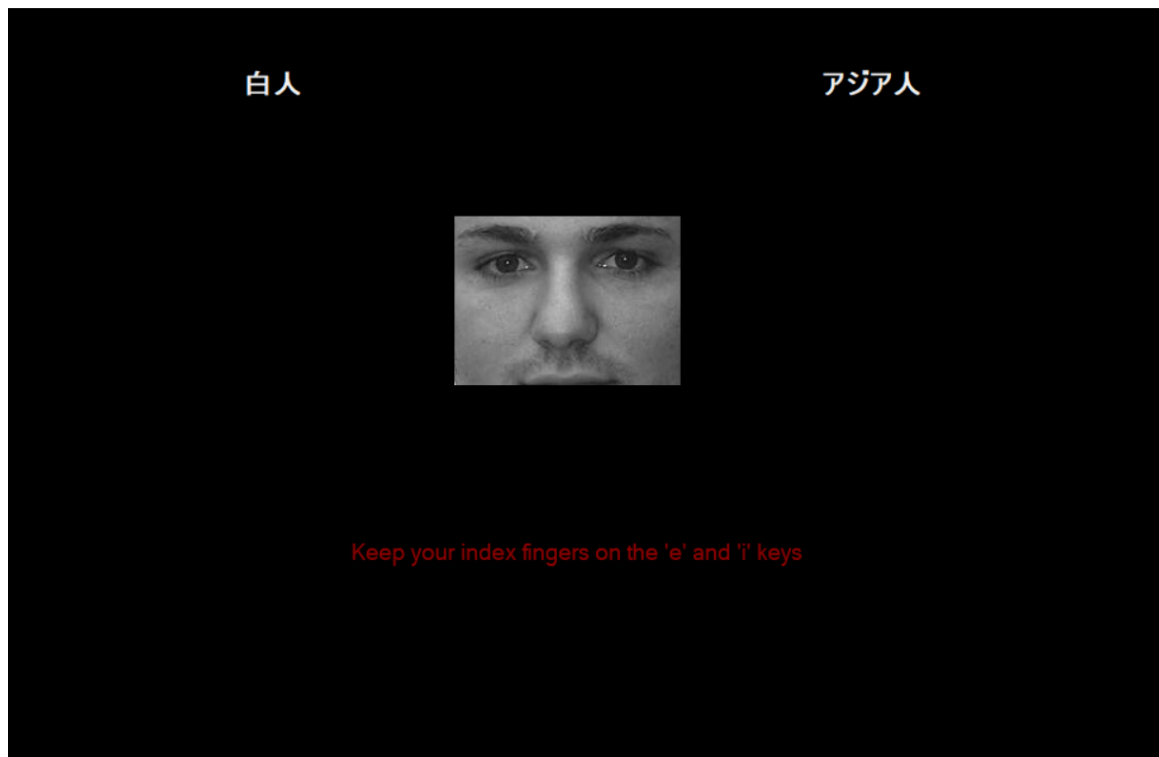 白人
アジア人
Keep your index fingers on the 'e' and 'i' keys